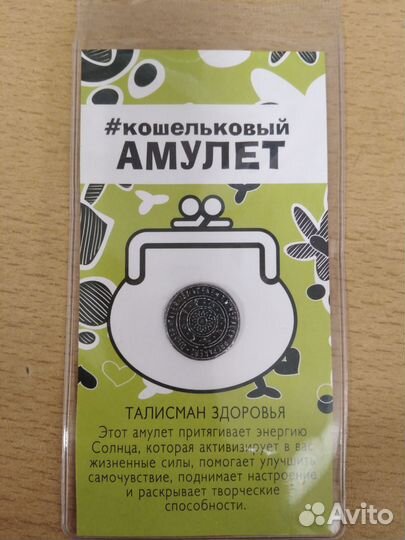 #кошельковый
АМУЛЕТ
ТАЛИСМАН ЗДОРОВЬЯ
Этот амулет притягивает энергию
Солнца, которая активизирует в вас
жизненные силы, помогает улучшить
самочувствие, поднимает настроение
и раскрывает творческие
способности.
Avito